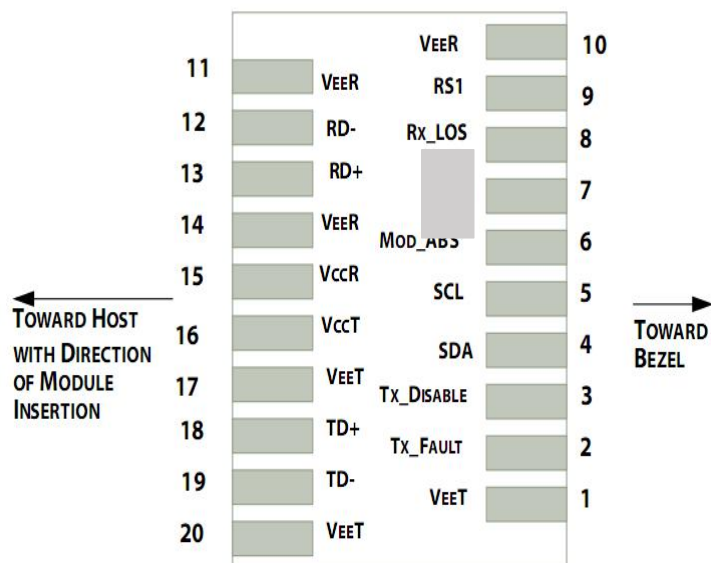 VEER 10
11 VEER
RS1 9
12 RD-
RX_LOS 8
13 RD+
7
14 VEER
MOD_ABS 6
15 VCCR
SCL 5
TOWARD HOST
WITH DIRECTION
OF MODULE
INSERTION
16 VCCT
SDA 4
TOWARD
BEZEL
17 VEET
TX_DISABLE 3
18 TD+
TX_FAULT 2
19 TD-
VEET 1
20 VEET